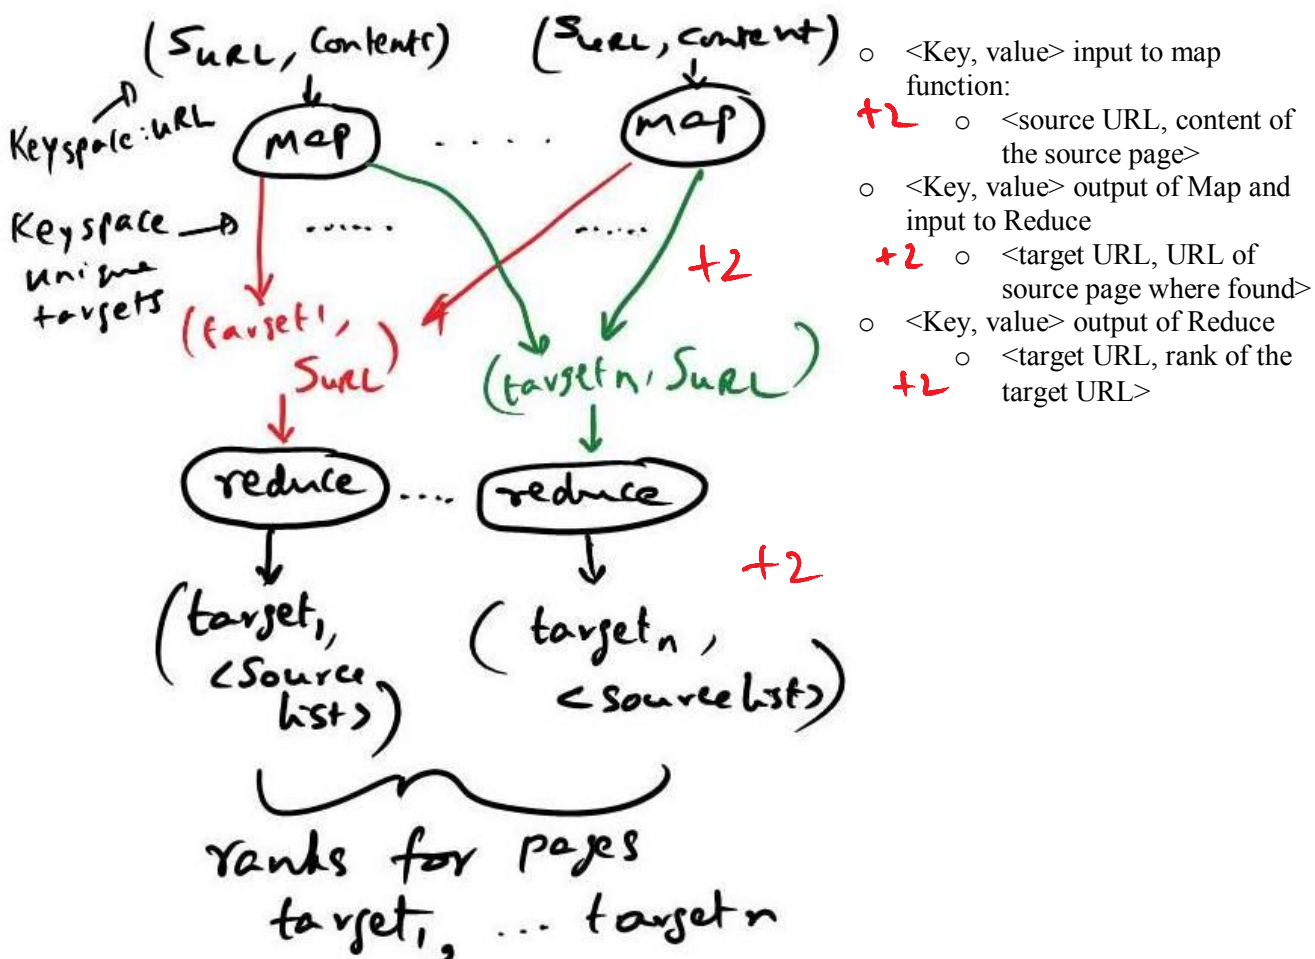 (SURL, Contents)
(SURL, content)
Keyspace: URL
map
. . . .
map
Keyspace
unique
targets
......
......
+2
(target1,
SURL)
(targetn, SURL)
reduce
....
reduce
+2
(target1,
<Source
list>)
(targetn,
<source list>)
ranks for pages
target1, ... targetn
o <Key, value> input to map
function:
+2 o <source URL, content of
the source page>
o <Key, value> output of Map and
input to Reduce
+2 o <target URL, URL of
source page where found>
o <Key, value> output of Reduce
o <target URL, rank of the
+2 target URL>